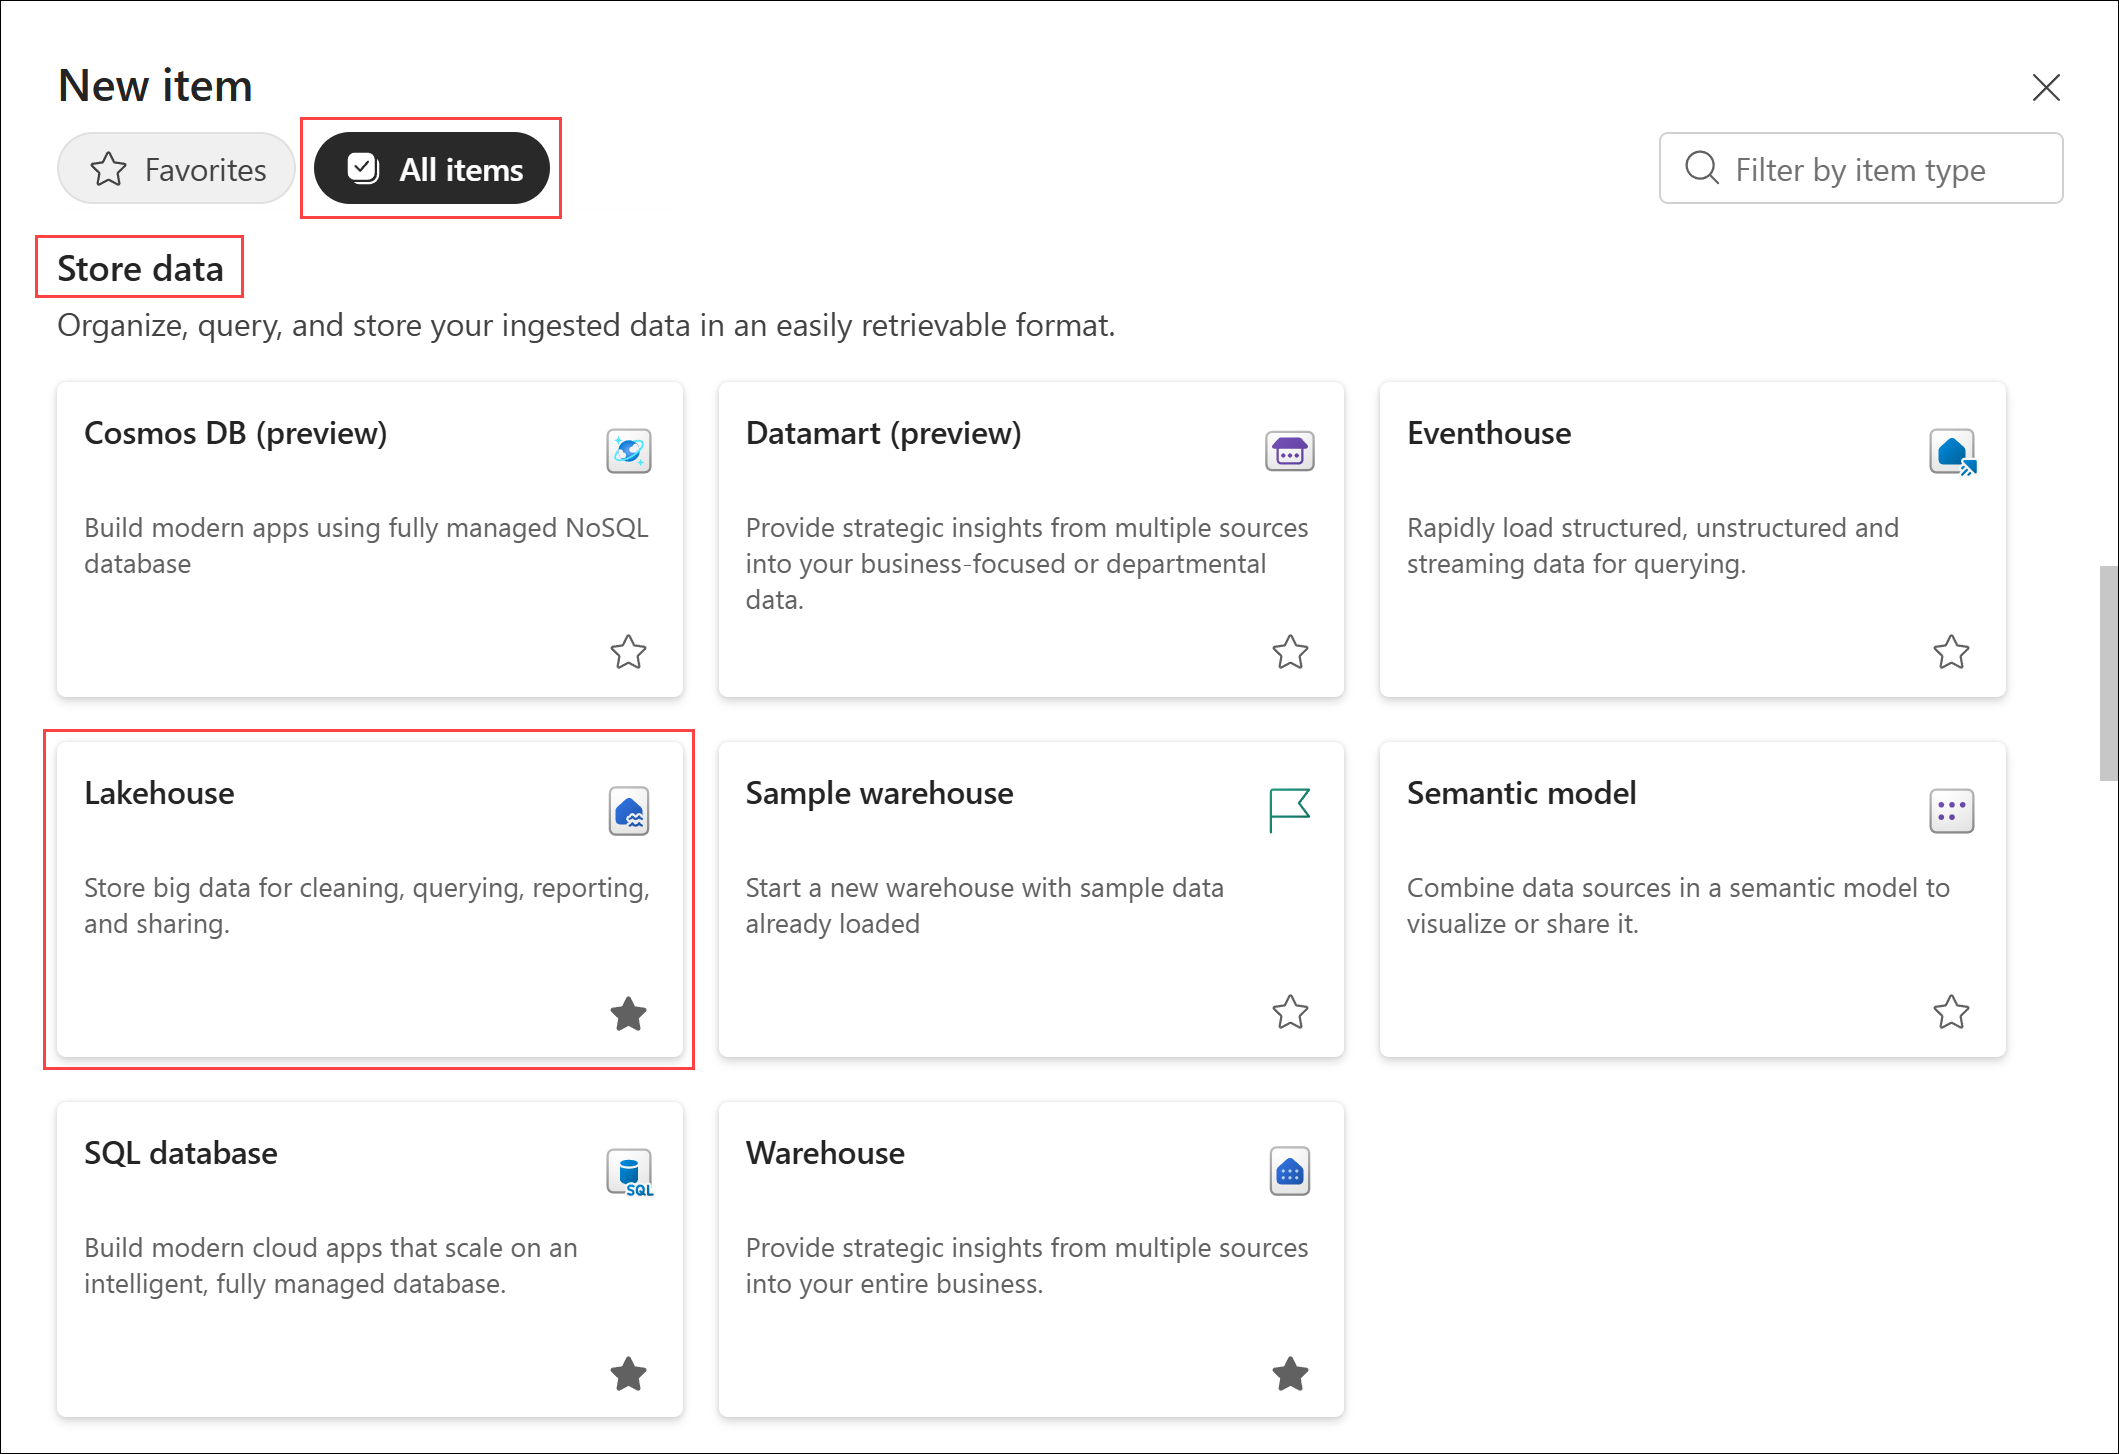 New item
Favorites
All items
Filter by item type
Store data
Organize, query, and store your ingested data in an easily retrievable format.
Cosmos DB (preview)
Build modern apps using fully managed NoSQL
database
Datamart (preview)
Provide strategic insights from multiple sources
into your business-focused or departmental
data.
Eventhouse
Rapidly load structured, unstructured and
streaming data for querying.
Lakehouse
Store big data for cleaning, querying, reporting,
and sharing.
Sample warehouse
Start a new warehouse with sample data
already loaded
Semantic model
Combine data sources in a semantic model to
visualize or share it.
SQL database
SQL
Build modern cloud apps that scale on an
intelligent, fully managed database.
Warehouse
Provide strategic insights from multiple sources
into your entire business.